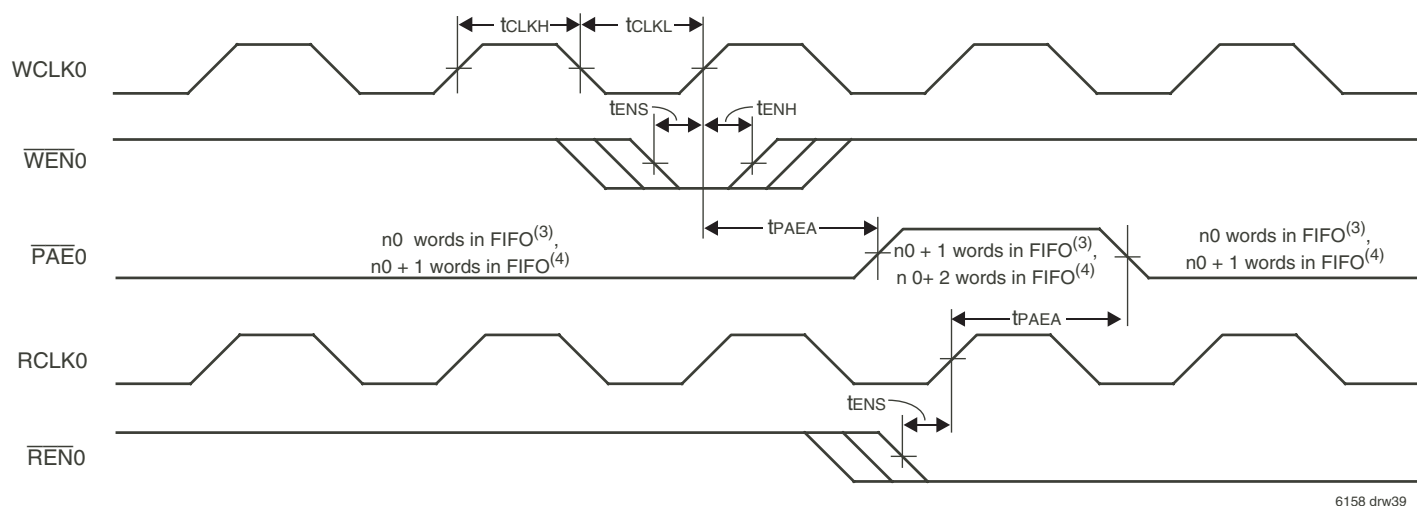 tCLKH
tCLKL
WCLK0
tENS
tENH
WEN0
tPAEA
PAE0
n0 words in FIFO(3),
n0 + 1 words in FIFO(4)
n0 + 1 words in FIFO(3),
n 0+ 2 words in FIFO(4)
n0 words in FIFO(3),
n0 + 1 words in FIFO(4)
tPAEA
RCLK0
tENS
REN0
6158 drw39